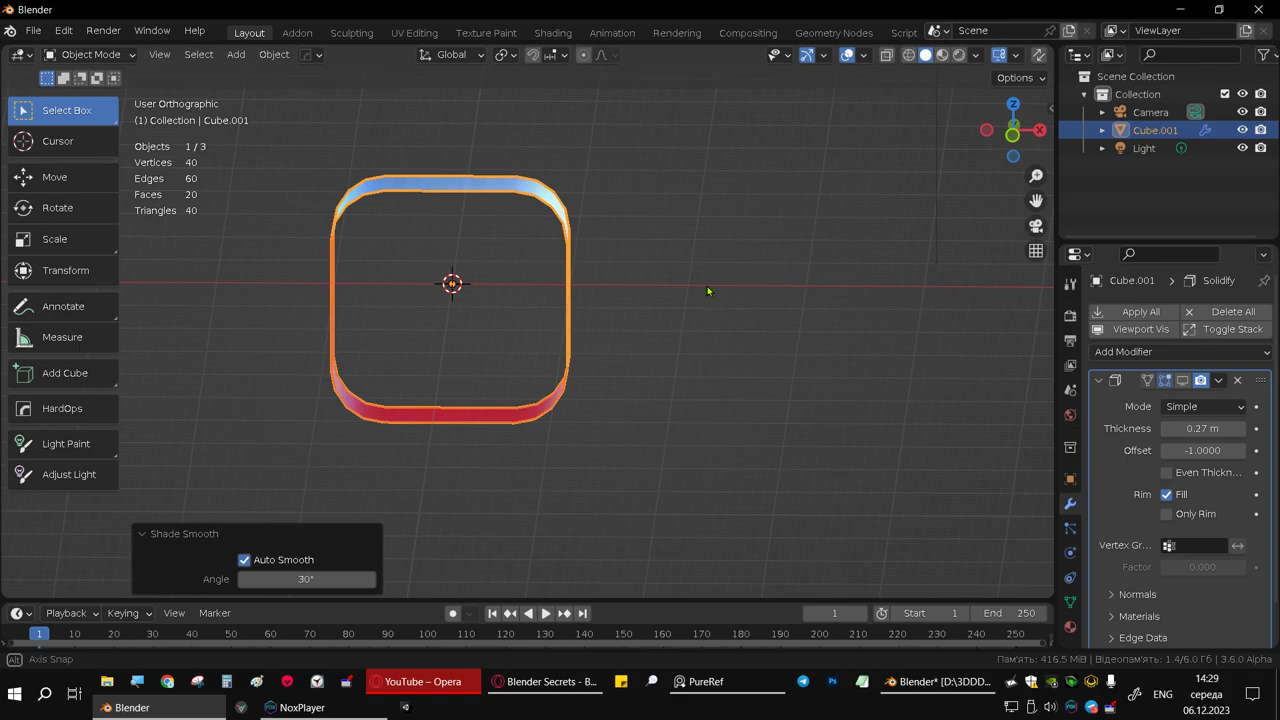 Blender
File Edit Render Window Help Layout Addon Sculpting UV Editing Texture Paint Shading Animation Rendering Compositing Geometry Nodes Script Scene ViewLayer
Object Mode View Select Add Object Global
Options
Select Box
Cursor
Move
Rotate
Scale
Transform
Annotate
Measure
Add Cube
HardOps
Light Paint
Adjust Light
User Orthographic
(1) Collection | Cube.001
Objects 1 / 3
Vertices 40
Edges 60
Faces 20
Triangles 40
Z
X
Scene Collection
Collection
Camera
Cube.001
Light
Cube.001 > Solidify
Apply All Delete All
Viewport Vis Toggle Stack
Add Modifier
Mode Simple
Thickness 0.27 m
Offset -1.0000
Even Thickn...
Rim Fill
Only Rim
Vertex Gr...
Factor 0.000
Normals
Materials
Edge Data
Shade Smooth
Auto Smooth
Angle 30°
Playback Keying View Marker 1 Start 1 End 250
1 10 20 30 40 50 60 70 80 90 100 110 120 130 140 150 160 170 180 190 200 210 220 230 240 250
Alt Axis Snap
Пам'ять: 416.5 MiB | Відеопам'ять: 1.4/6.0 Гб | 3.6.0 Alpha
YouTube – Opera Blender Secrets - B... PureRef Blender* [D:\3DDD...
Ps
Blender NoxPlayer
ENG
14:29
середа
06.12.2023